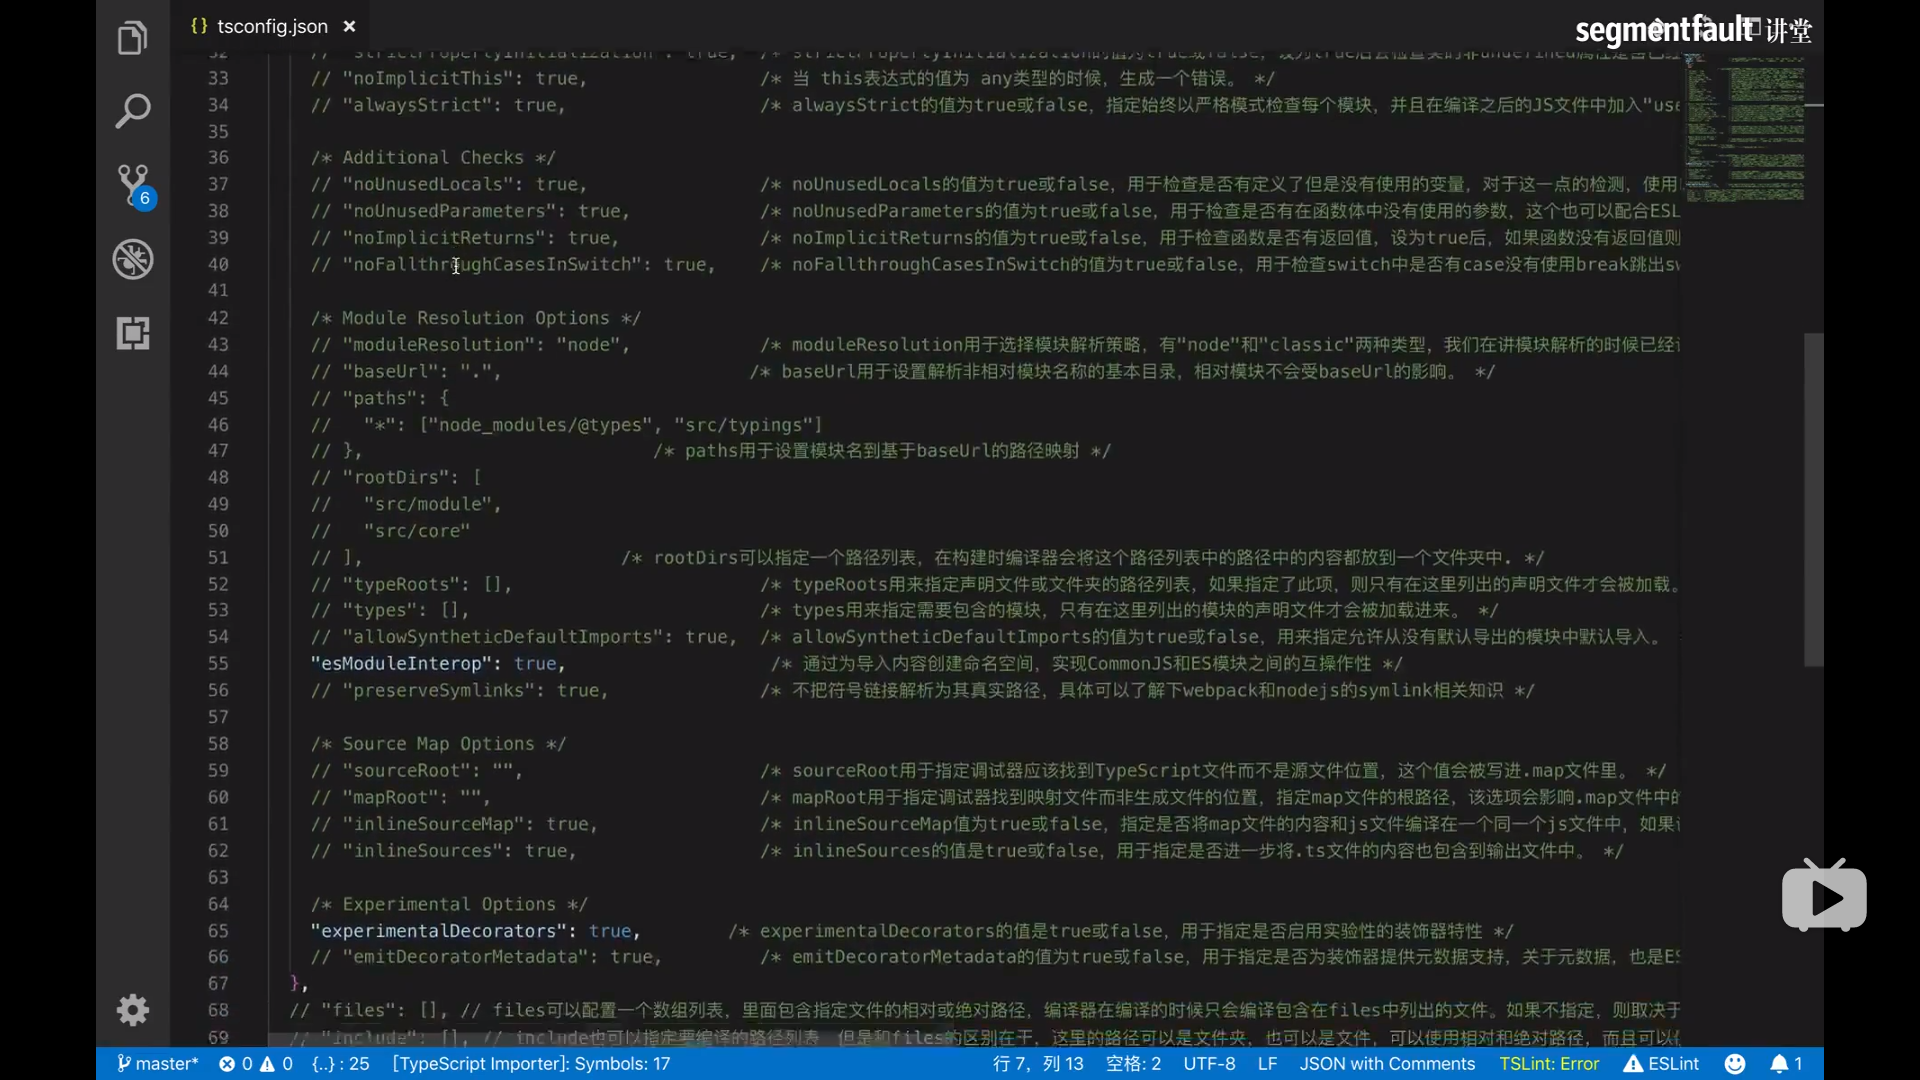 {} tsconfig.json ×
segmentfault 讲堂
33 // "noImplicitThis": true, /* 当 this表达式的值为 any类型的时候，生成一个错误。 */
34 // "alwaysStrict": true, /* alwaysStrict的值为true或false，指定始终以严格模式检查每个模块，并且在编译之后的JS文件中加入"use
35
36 /* Additional Checks */
37 // "noUnusedLocals": true, /* noUnusedLocals的值为true或false，用于检查是否有定义了但是没有使用的变量，对于这一点的检测，使用
38 // "noUnusedParameters": true, /* noUnusedParameters的值为true或false，用于检查是否有在函数体中没有使用的参数，这个也可以配合ESL
39 // "noImplicitReturns": true, /* noImplicitReturns的值为true或false，用于检查函数是否有返回值，设为true后，如果函数没有返回值则
40 // "noFallthroughCasesInSwitch": true, /* noFallthroughCasesInSwitch的值为true或false，用于检查switch中是否有case没有使用break跳出sw
41
42 /* Module Resolution Options */
43 // "moduleResolution": "node", /* moduleResolution用于选择模块解析策略，有"node"和"classic"两种类型，我们在讲模块解析的时候已经
44 // "baseUrl": ".", /* baseUrl用于设置解析非相对模块名称的基本目录，相对模块不会受baseUrl的影响。 */
45 // "paths": {
46 // "*": ["node_modules/@types", "src/typings"]
47 // }, /* paths用于设置模块名到基于baseUrl的路径映射 */
48 // "rootDirs": [
49 // "src/module",
50 // "src/core"
51 // ], /* rootDirs可以指定一个路径列表，在构建时编译器会将这个路径列表中的路径中的内容都放到一个文件夹中. */
52 // "typeRoots": [], /* typeRoots用来指定声明文件或文件夹的路径列表，如果指定了此项，则只有在这里列出的声明文件才会被加载。
53 // "types": [], /* types用来指定需要包含的模块，只有在这里列出的模块的声明文件才会被加载进来。 */
54 // "allowSyntheticDefaultImports": true, /* allowSyntheticDefaultImports的值为true或false，用来指定允许从没有默认导出的模块中默认导入。
55 "esModuleInterop": true, /* 通过为导入内容创建命名空间，实现CommonJS和ES模块之间的互操作性 */
56 // "preserveSymlinks": true, /* 不把符号链接解析为其真实路径，具体可以了解下webpack和nodejs的symlink相关知识 */
57
58 /* Source Map Options */
59 // "sourceRoot": "", /* sourceRoot用于指定调试器应该找到TypeScript文件而不是源文件位置，这个值会被写进.map文件里。 */
60 // "mapRoot": "", /* mapRoot用于指定调试器找到映射文件而非生成文件的位置，指定map文件的根路径，该选项会影响.map文件中的
61 // "inlineSourceMap": true, /* inlineSourceMap值为true或false，指定是否将map文件的内容和js文件编译在一个同一个js文件中，如果
62 // "inlineSources": true, /* inlineSources的值是true或false，用于指定是否进一步将.ts文件的内容也包含到输出文件中。 */
63
64 /* Experimental Options */
65 "experimentalDecorators": true, /* experimentalDecorators的值是true或false，用于指定是否启用实验性的装饰器特性 */
66 // "emitDecoratorMetadata": true, /* emitDecoratorMetadata的值为true或false，用于指定是否为装饰器提供元数据支持，关于元数据，也是ES
67 },
68 // "files": [], // files可以配置一个数组列表，里面包含指定文件的相对或绝对路径，编译器在编译的时候只会编译包含在files中列出的文件。如果不指定，则取决于
69 // "include": [], // include也可以指定要编译的路径列表，但是和files的区别在于，这里的路径可以是文件夹，也可以是文件，可以使用相对和绝对路径，而且可以
6
master* 0 0 {..} : 25 [TypeScript Importer]: Symbols: 17 行 7，列 13 空格: 2 UTF-8 LF JSON with Comments TSLint: Error ESLint 1